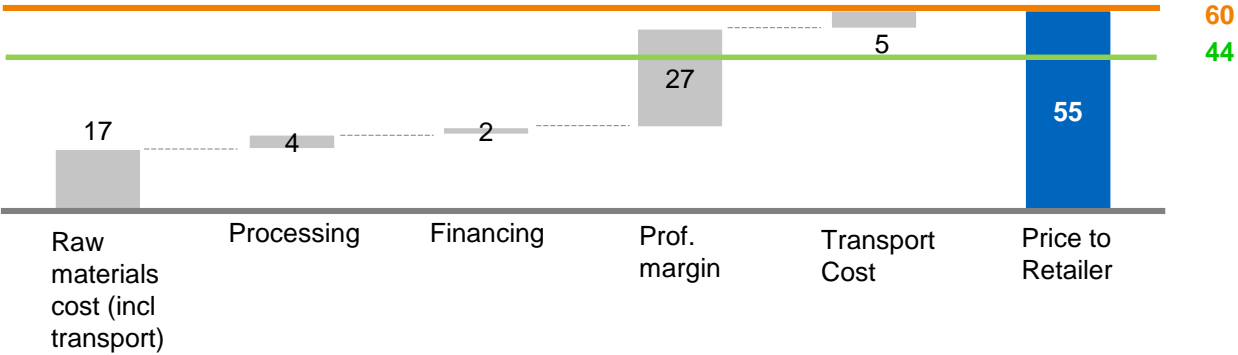 60
44
5
27
55
17
4
2
Raw
materials
cost (incl
transport)
Processing
Financing
Prof.
margin
Transport
Cost
Price to
Retailer